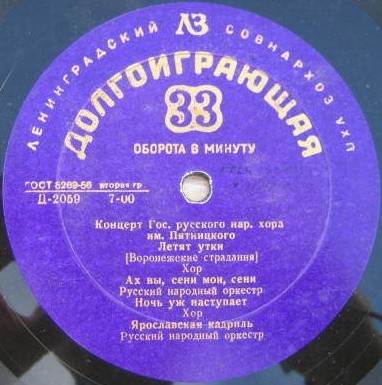 ЛЕНИНГРАДСКИЙ ЛЗ СОВНАРХОЗ УХП
ДОЛГОИГРАЮЩАЯ
33
ОБОРОТА В МИНУТУ
ГОСТ 5289-56 вторая гр
Д-2059 7-00
Концерт Гос. русского нар. хора
им. Пятницкого
Летят утки
[Воронежские страдания]
Хор
Ах вы, сени мои, сени
Русский народный оркестр
Ночь уж наступает
Хор
Ярославская кадриль
Русский народный оркестр